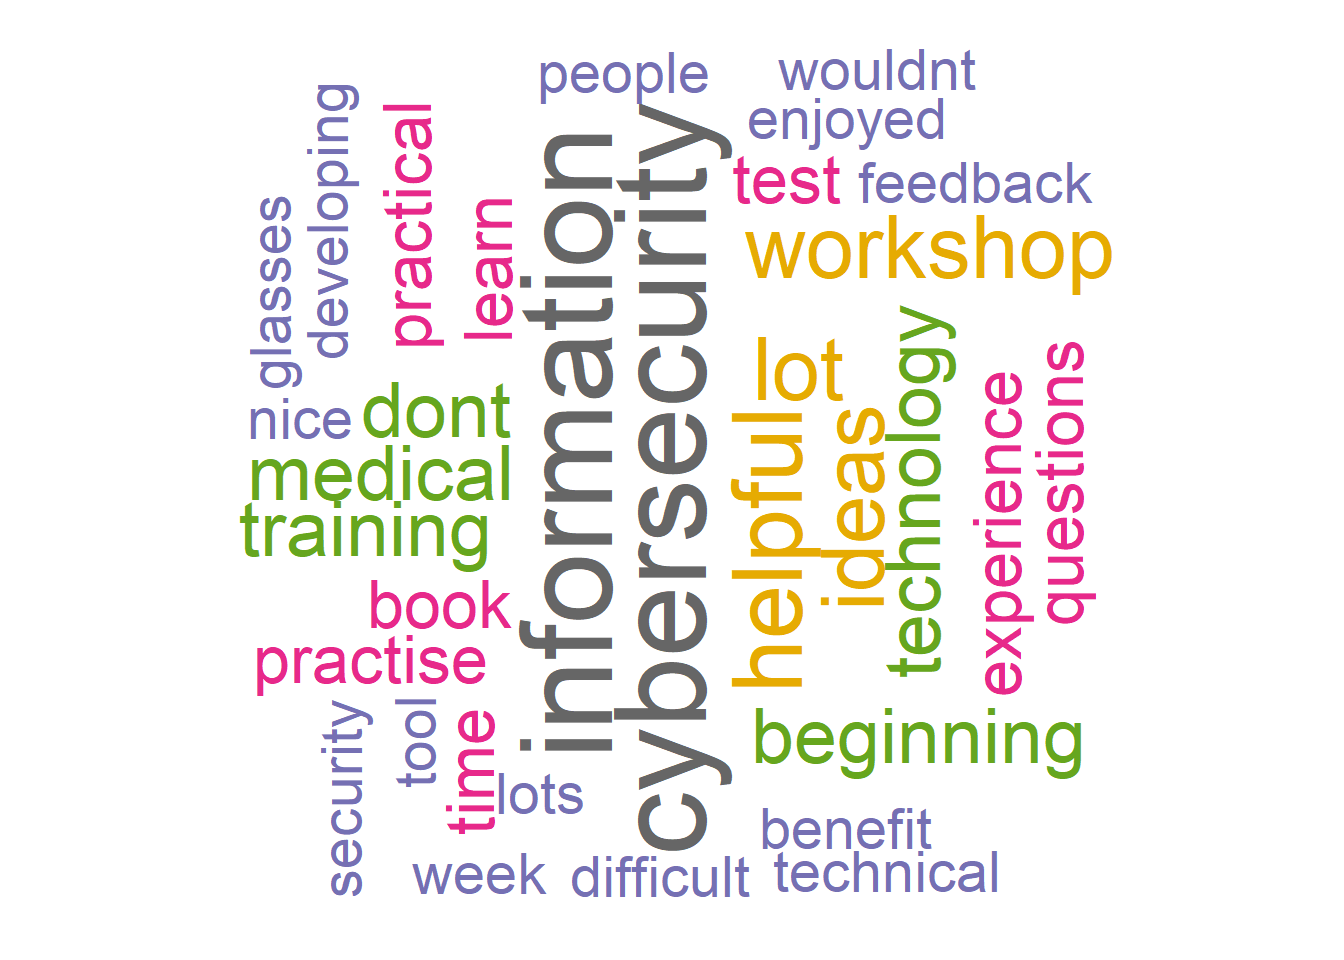 people
wouldnt
enjoyed
developing
practical
test
feedback
glasses
learn
information
cybersecurity
workshop
lot
technology
nice
dont
helpful
ideas
experience
questions
medical
training
book
practise
security
tool
time
lots
beginning
week
difficult
benefit
technical